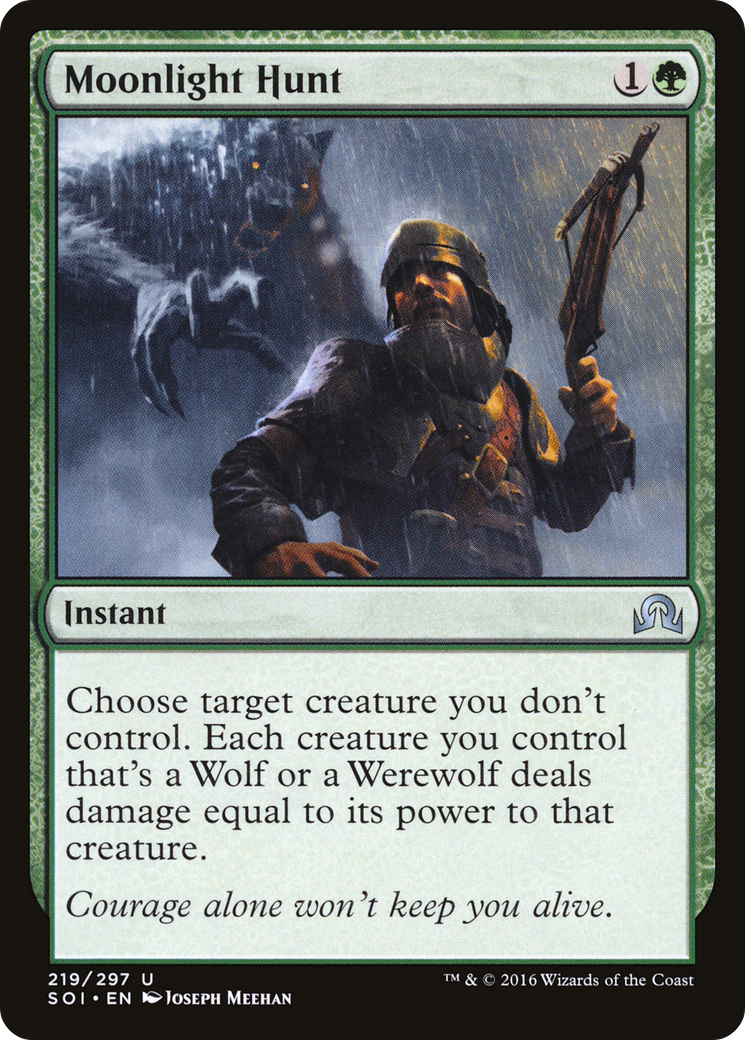 Moonlight Hunt 1
Instant
Choose target creature you don't
control. Each creature you control
that's a Wolf or a Werewolf deals
damage equal to its power to that
creature.
Courage alone won't keep you alive.
219/297 U
SOI • EN Joseph Meehan
™ & © 2016 Wizards of the Coast